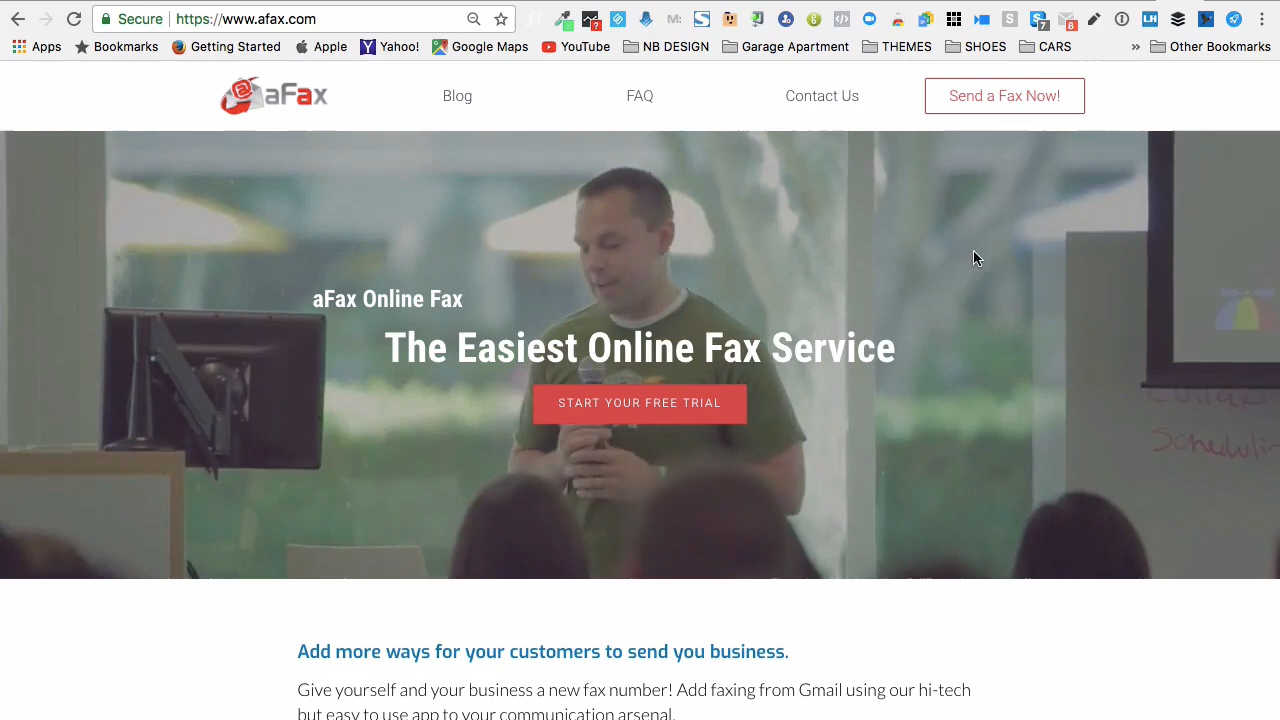 Secure https://www.afax.com
M:
S
7
8
LH
Apps Bookmarks Getting Started Apple Yahoo! Google Maps YouTube NB DESIGN Garage Apartment THEMES SHOES CARS » Other Bookmarks
aFax Blog FAQ Contact Us Send a Fax Now!
aFax Online Fax
The Easiest Online Fax Service
START YOUR FREE TRIAL
Add more ways for your customers to send you business.
Give yourself and your business a new fax number! Add faxing from Gmail using our hi-tech
but easy to use app to your communication arsenal.